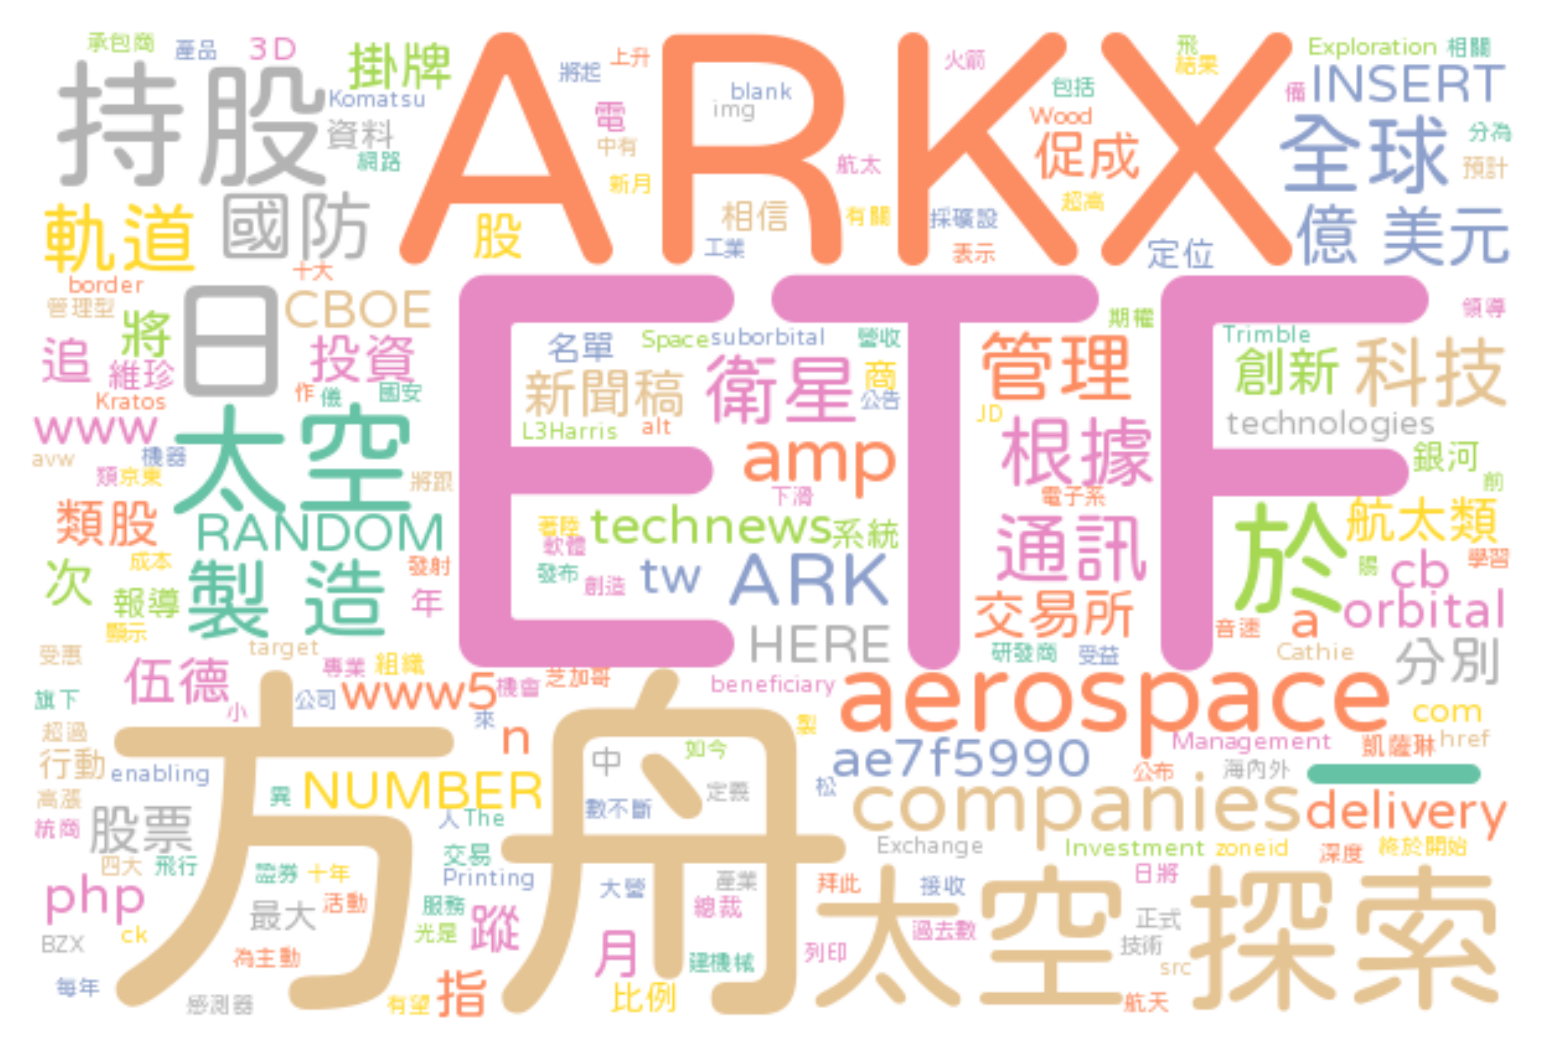 承包商 產品 3D 掛牌 ARKX 將起 上升 火箭 飛 結果 Exploration 相關
持股 Komatsu 資料 網路 電 中有 新月 blank img 航太 包括 Wood 促成 超高 備 INSERT 全球 分為 預計
軌道 國防 股 相信 工業 有關 採礦設 表示 定位 億 美元
border 十大 管理型 日 CBOE ETF 期權 領導
將 追 維珍 投資 名單 Space suborbital 營收 管理 Trimble 創新 科技
Kratos 作 儀 國安 新聞稿 衛星 商 公告 JD technologies
www 太空 L3Harris alt amp 根據 銀河
avw 機器 類 京東 將跟 下滑 電子系 前
類股 RANDOM 著陸 technews 系統 軟體 通訊 於 航太類
次 成本 製造 發射 發布 創造 tw ARK cb 學習
報導 顯示 年 HERE 交易所 音速 a orbital
受惠 target 專業 組織 研發商 受益 Cathie 分別
伍德 小 公司 www5 機會 芝加哥 beneficiary aerospace com
旗下 超過 方舟 來 n 製 Management 凱薩琳 href
行動 enabling 中 如今 ae7f5990 公布 海內外 一
高漲 異 NUMBER 數不斷 定義 松 companies delivery
統商 股票 人 The Exchange Investment zoneid 深度 終於開始
四大 飛行 證券 十年 交易 Printing 大營 產業 拜此 接收 日將
php 最大 活動 服務 光是 蹤 總裁 太空探索 過去數 正式
BZX ck 為主動 月 建機械 列印 技術 src
每年 感測器 有望 指 比例 航天